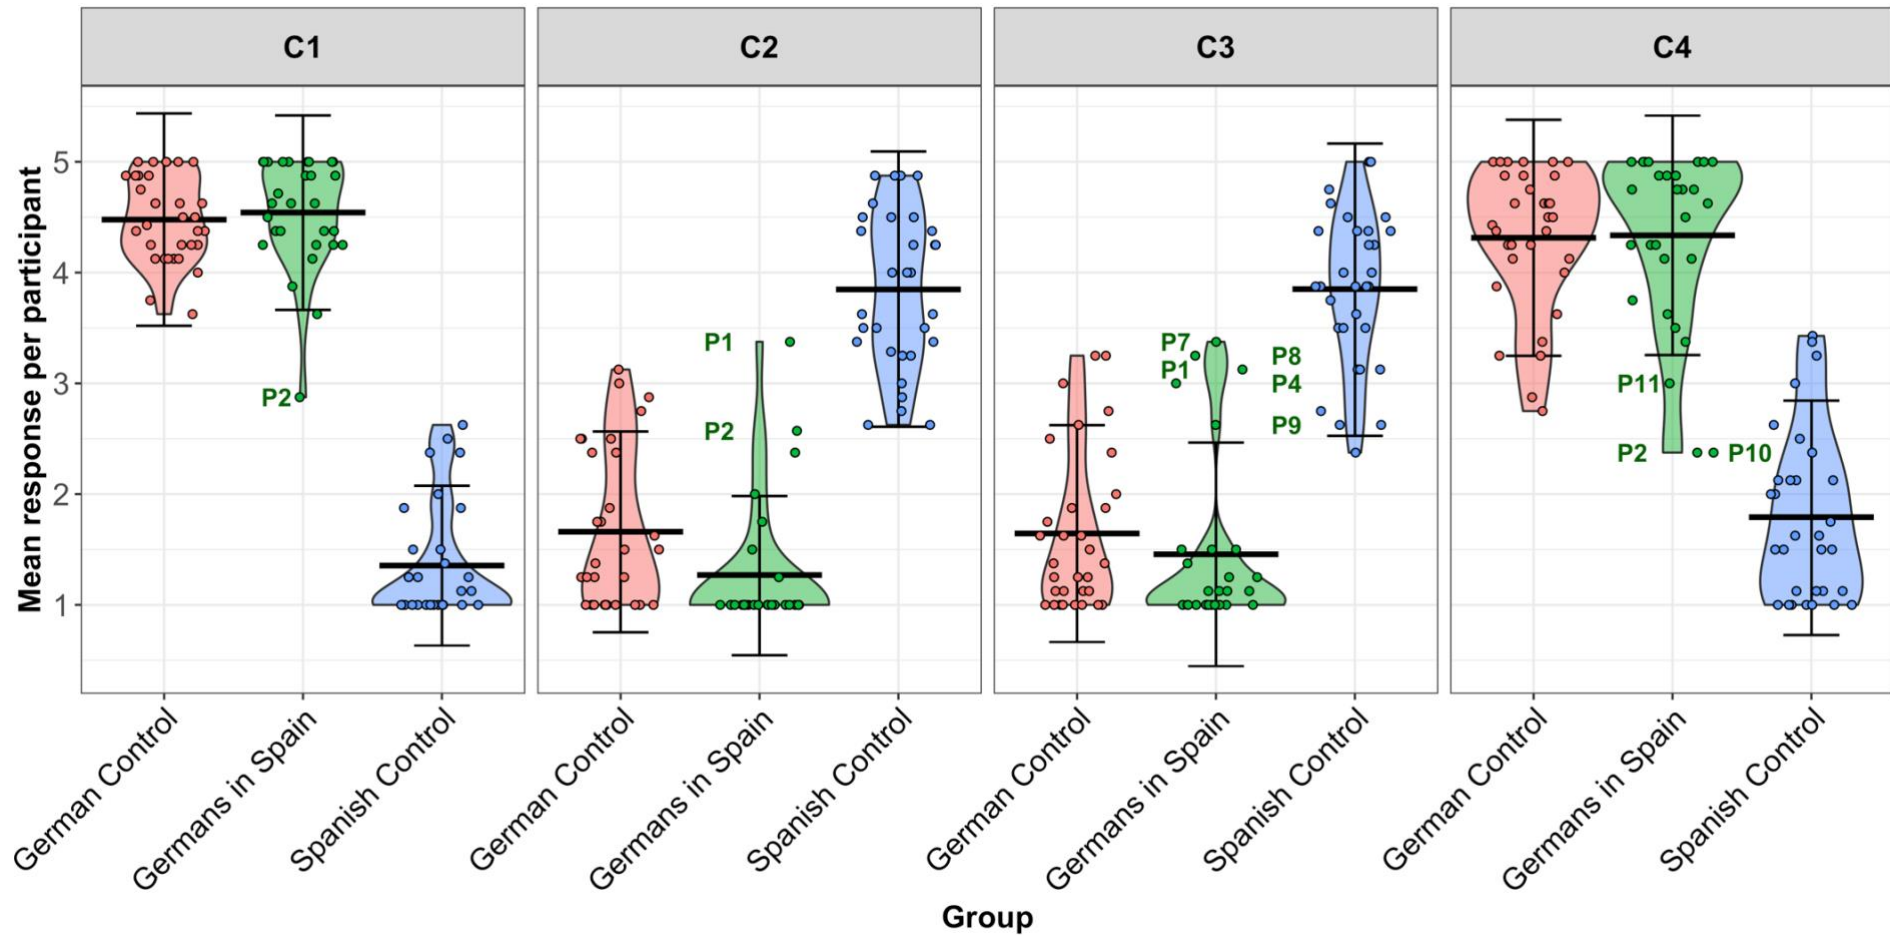 C1
C2
C3
C4
Mean response per participant
5
4
3
2
1
P2
P1
P2
P7
P1
P8
P4
P9
P11
P2
P10
German Control
Germans in Spain
Spanish Control
German Control
Germans in Spain
Spanish Control
German Control
Germans in Spain
Spanish Control
German Control
Germans in Spain
Spanish Control
Group